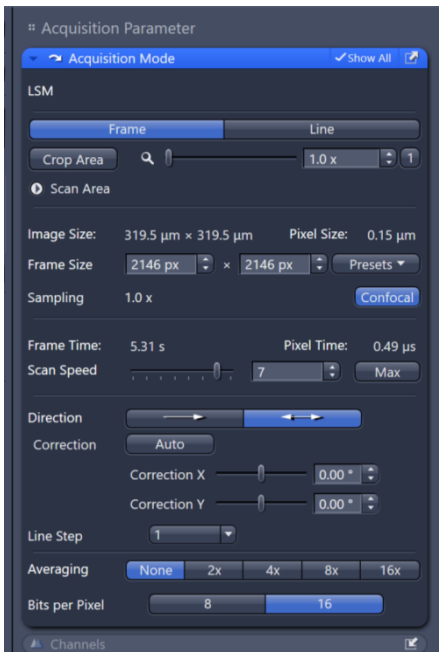 Acquisition Parameter
Acquisition Mode Show All
LSM
Frame Line
Crop Area 1.0 x 1
Scan Area
Image Size: 319.5 µm × 319.5 µm Pixel Size: 0.15 µm
Frame Size 2146 px × 2146 px Presets
Sampling 1.0 x Confocal
Frame Time: 5.31 s Pixel Time: 0.49 µs
Scan Speed 7 Max
Direction
Correction Auto
Correction X 0.00 °
Correction Y 0.00 °
Line Step 1
Averaging None 2x 4x 8x 16x
Bits per Pixel 8 16
Channels